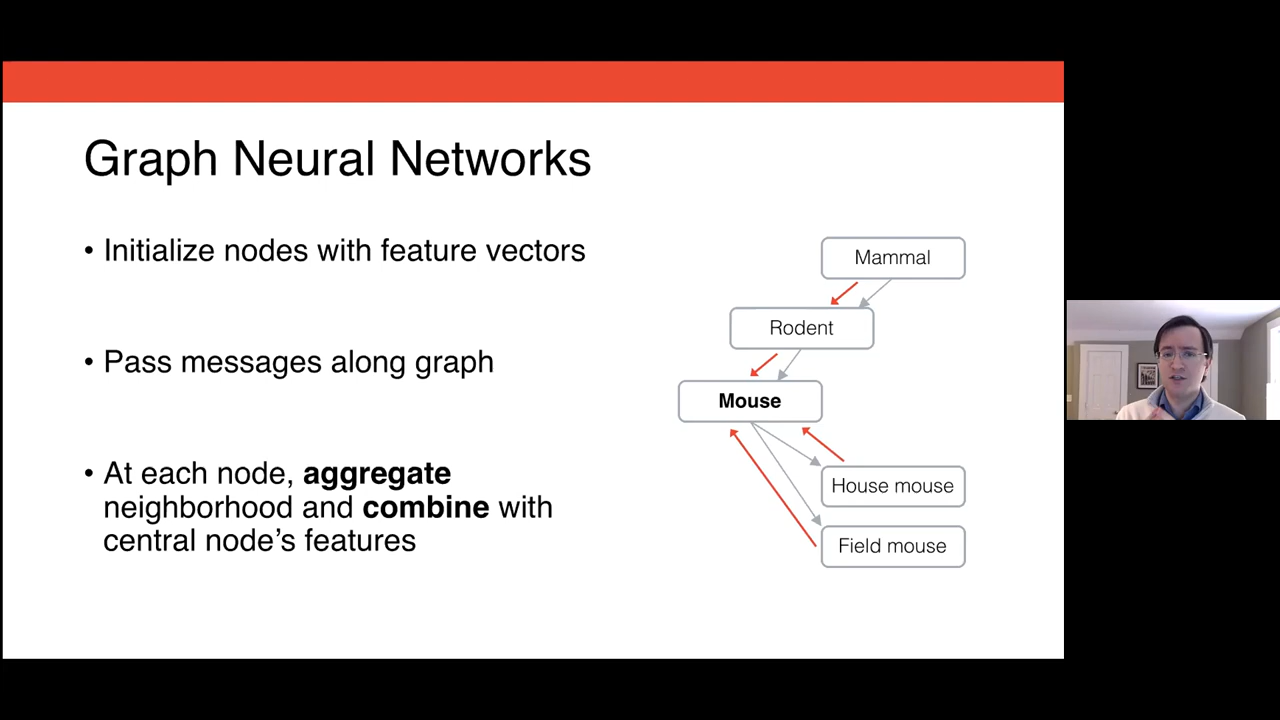 Graph Neural Networks
• Initialize nodes with feature vectors
• Pass messages along graph
• At each node, aggregate
neighborhood and combine with
central node’s features
Mammal
Rodent
Mouse
House mouse
Field mouse